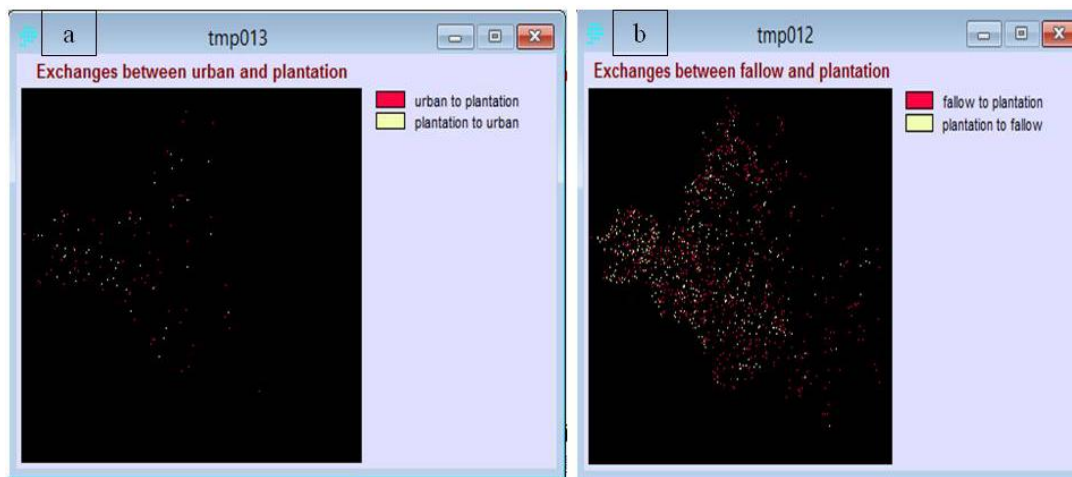 a
tmp013
Exchanges between urban and plantation
urban to plantation
plantation to urban
b
tmp012
Exchanges between fallow and plantation
fallow to plantation
plantation to fallow